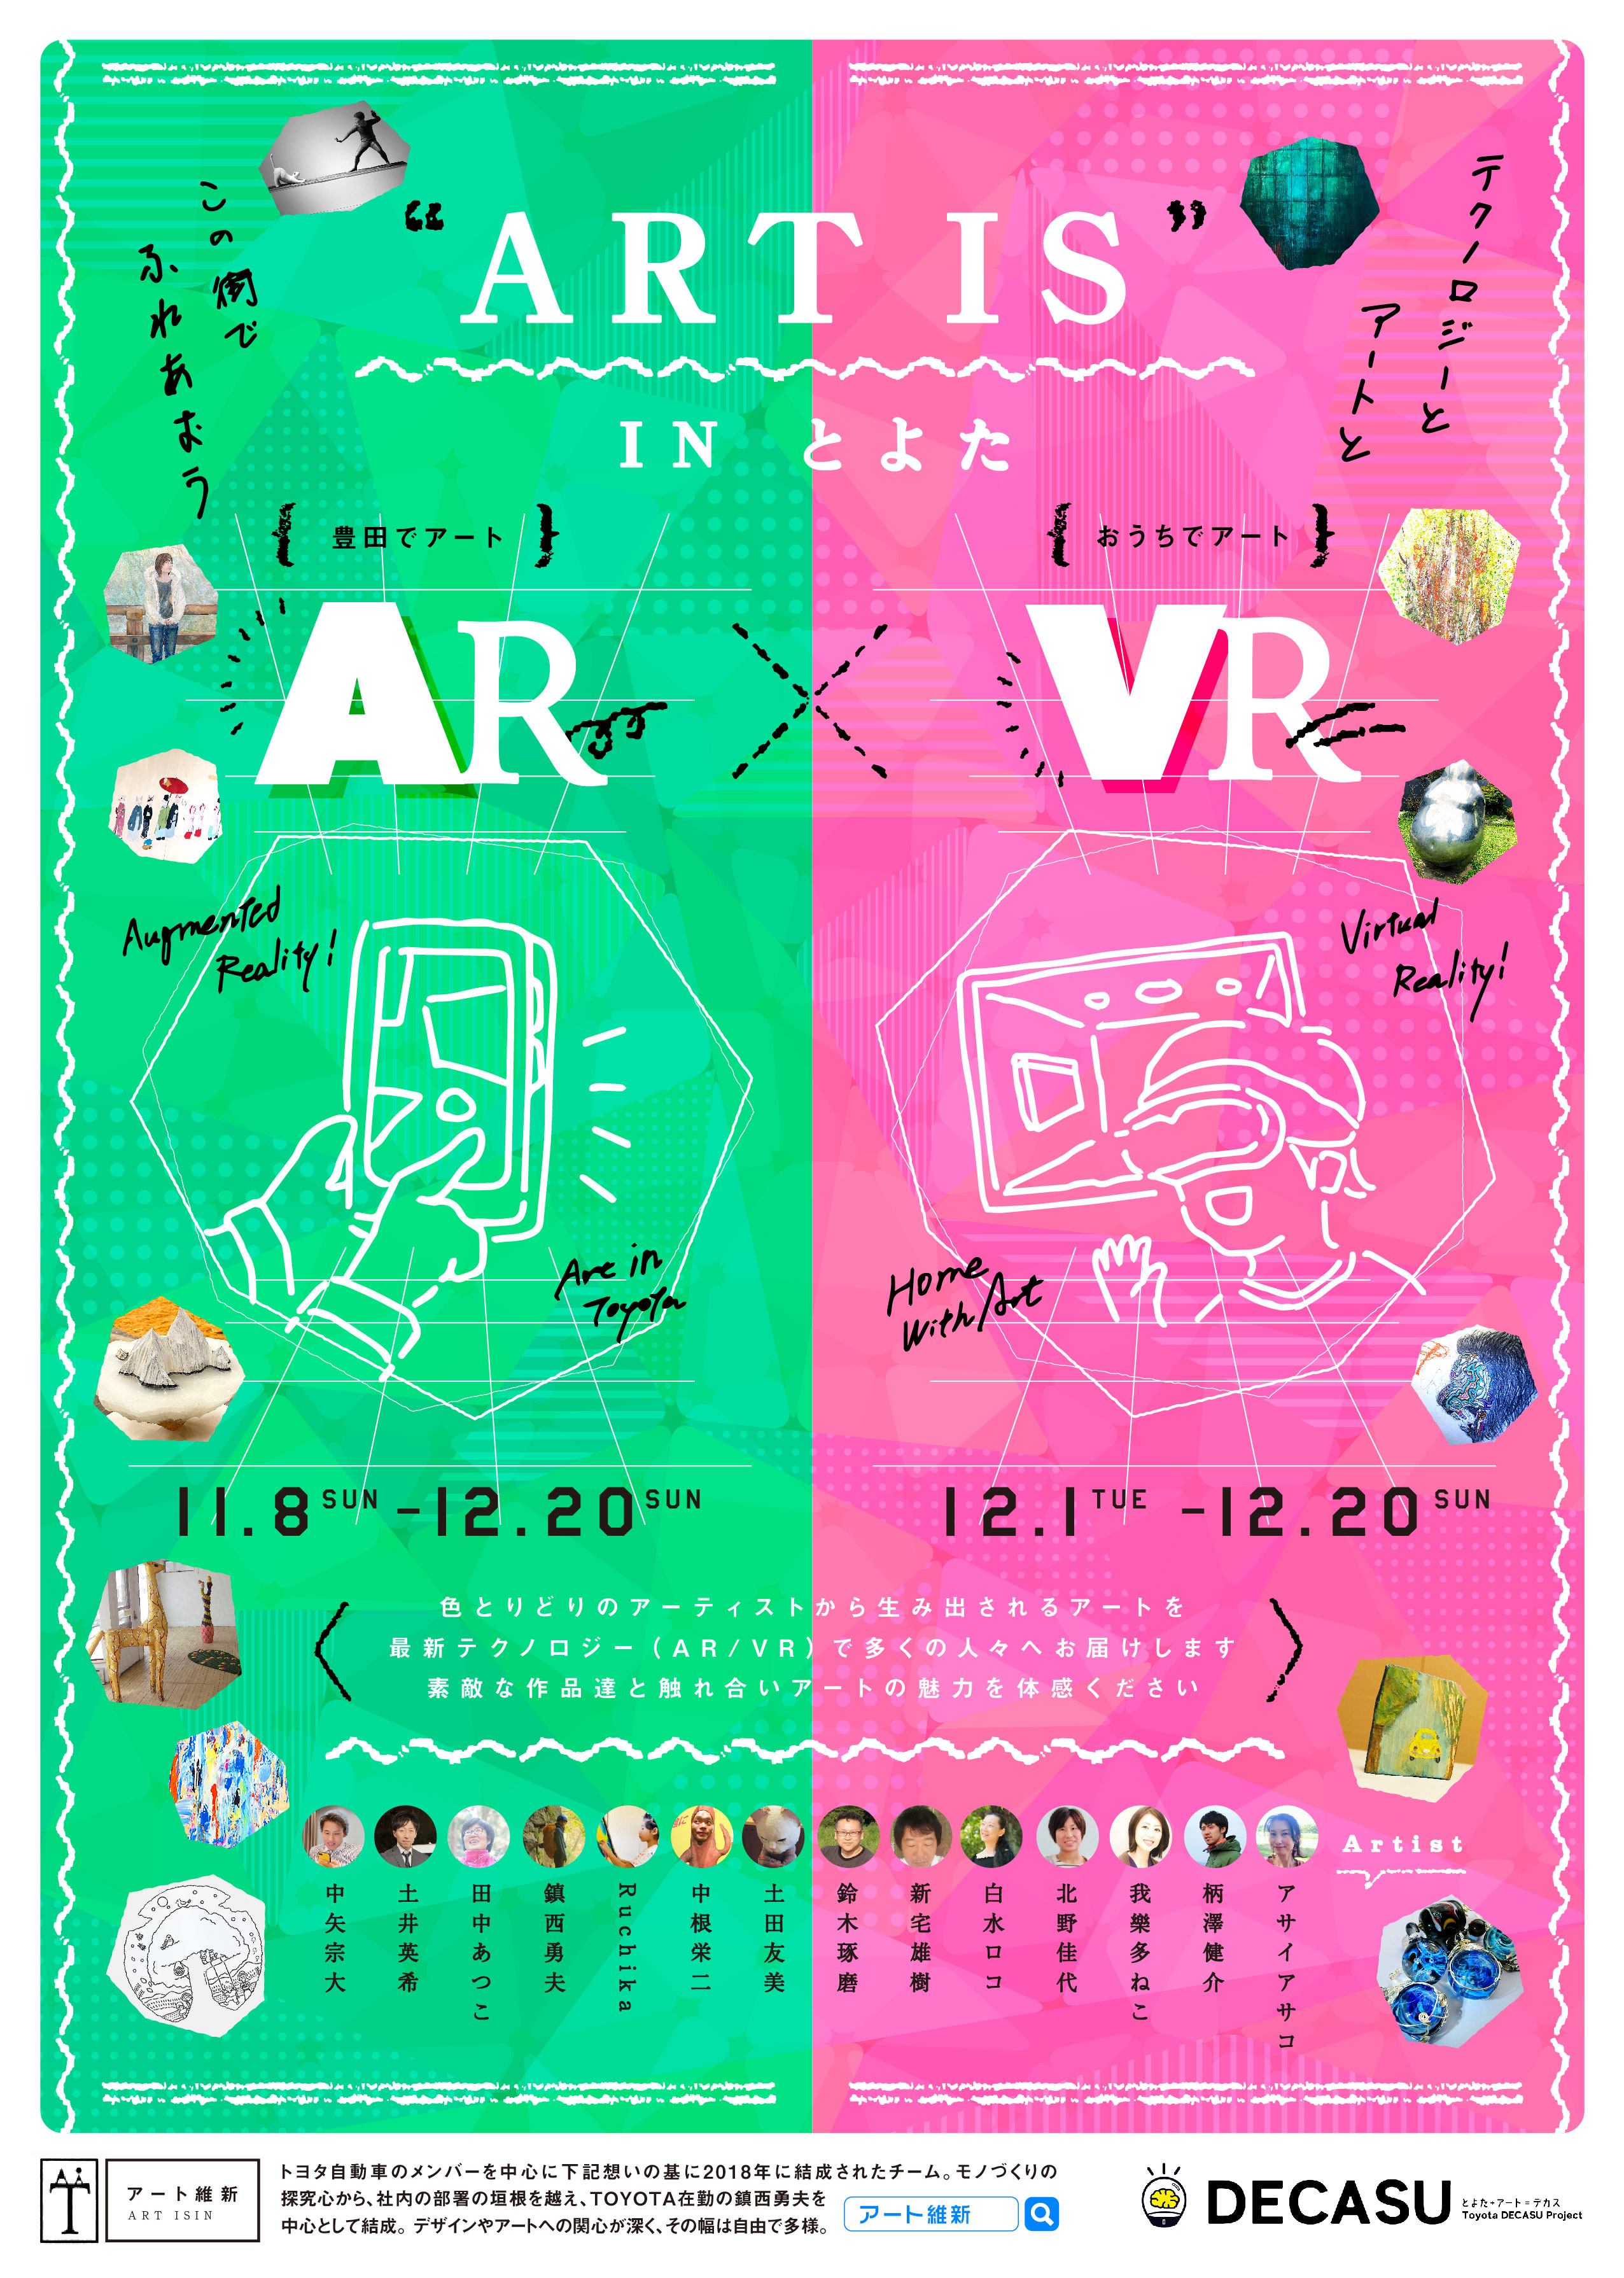 “ ART IS ”
IN とよた
テクノロジーと
アートと
この街で
ふれあおう
豊田でアート
おうちでアート
ARする
×
VRく
Augmented
Reality!
Virtual
Reality!
Art in
Toyota
Home
With Art
11.8 SUN -12.20 SUN
12.1 TUE -12.20 SUN
色とりどりのアーティストから生み出されるアートを
最新テクノロジー（AR/VR）で多くの人々へお届けします
素敵な作品達と触れ合いアートの魅力を体感ください
Artist
中矢宗大
土井英希
田中あつこ
鎮西勇夫
Ruchika
中根栄二
土田友美
鈴木琢磨
新宅雄樹
白水ロコ
北野佳代
我樂多ねこ
柄澤健介
アサイアサコ
アート維新
ART ISIN
トヨタ自動車のメンバーを中心に下記想いの基に2018年に結成されたチーム。モノづくりの
探究心から、社内の部署の垣根を越え、TOYOTA在勤の鎮西勇夫を
中心として結成。デザインやアートへの関心が深く、その幅は自由で多様。
アート維新
DECASU
とよた+アート=デカス
Toyota DECASU Project